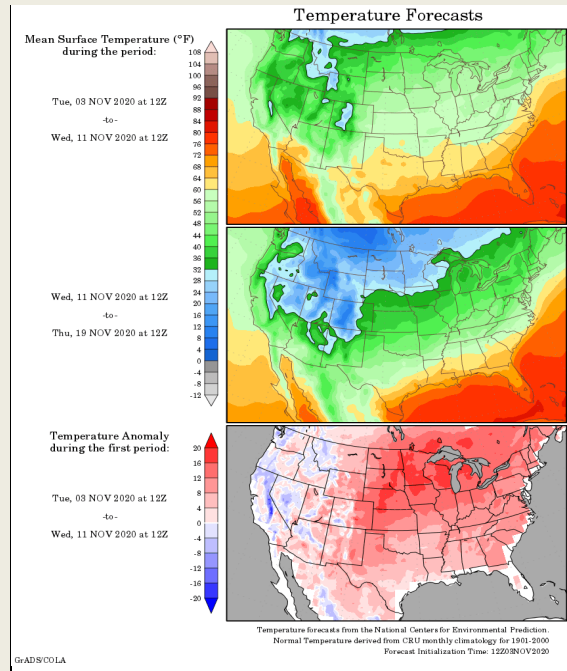 Temperature Forecasts
Mean Surface Temperature (°F)
during the period:
Tue, 03 NOV 2020 at 12Z
-to-
Wed, 11 NOV 2020 at 12Z
108
104
100
96
92
88
84
80
76
72
68
64
60
56
52
48
44
40
36
32
28
24
20
16
12
8
4
0
-4
-8
-12
Wed, 11 NOV 2020 at 12Z
-to-
Thu, 19 NOV 2020 at 12Z
Temperature Anomaly
during the first period:
Tue, 03 NOV 2020 at 12Z
-to-
Wed, 11 NOV 2020 at 12Z
20
16
12
8
4
0
-4
-8
-12
-16
-20
Temperature forecasts from the National Centers for Environmental Prediction.
Normal Temperature derived from CRU monthly climatology for 1901-2000
Forecast Initialization Time: 12Z03NOV2020
GrADS/COLA